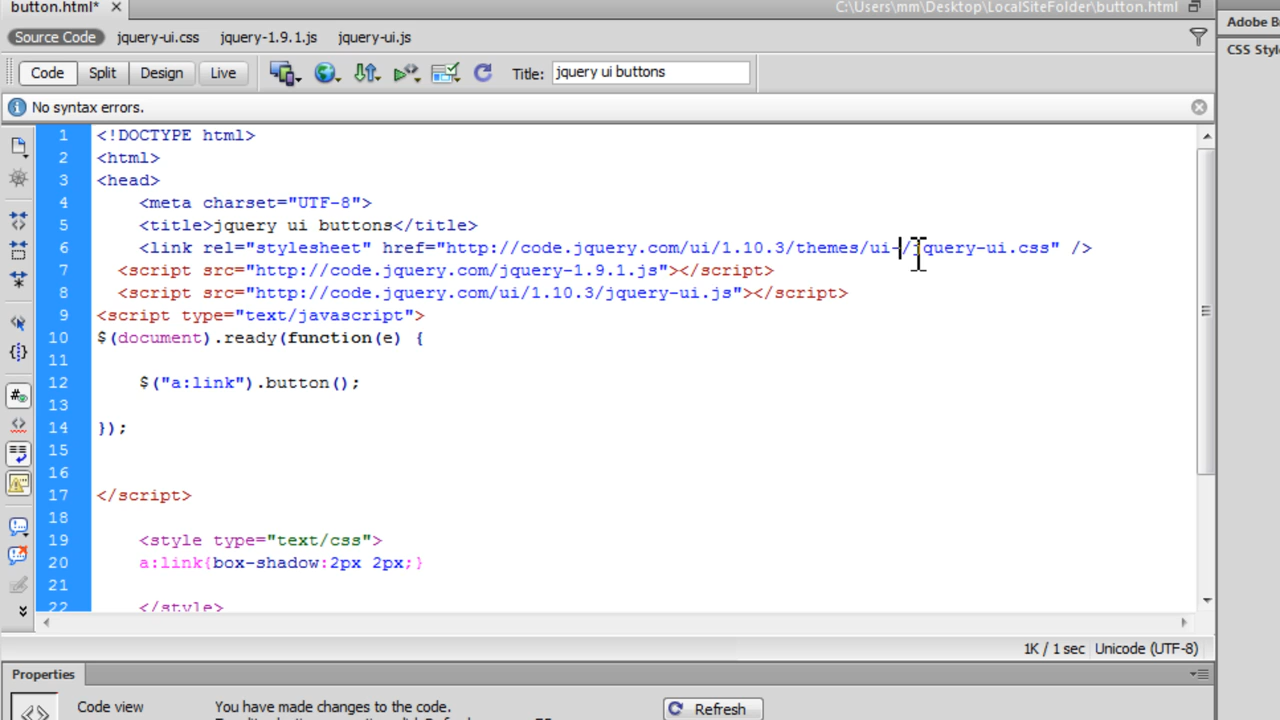 button.html* ×
C:\Users\mm\Desktop\LocalSiteFolder\button.html
Adobe B
Source Code jquery-ui.css jquery-1.9.1.js jquery-ui.js
CSS Style
Code Split Design Live Title: jquery ui buttons
No syntax errors.
1 <!DOCTYPE html>
2 <html>
3 <head>
4 <meta charset="UTF-8">
5 <title>jquery ui buttons</title>
6 <link rel="stylesheet" href="http://code.jquery.com/ui/1.10.3/themes/ui-/jquery-ui.css" />
7 <script src="http://code.jquery.com/jquery-1.9.1.js"></script>
8 <script src="http://code.jquery.com/ui/1.10.3/jquery-ui.js"></script>
9 <script type="text/javascript">
10 $(document).ready(function(e) {
11
12 $("a:link").button();
13
14 });
15
16
17 </script>
18
19 <style type="text/css">
20 a:link{box-shadow:2px 2px;}
21
22 </style>
1K / 1 sec Unicode (UTF-8)
Properties
Code view You have made changes to the code. Refresh